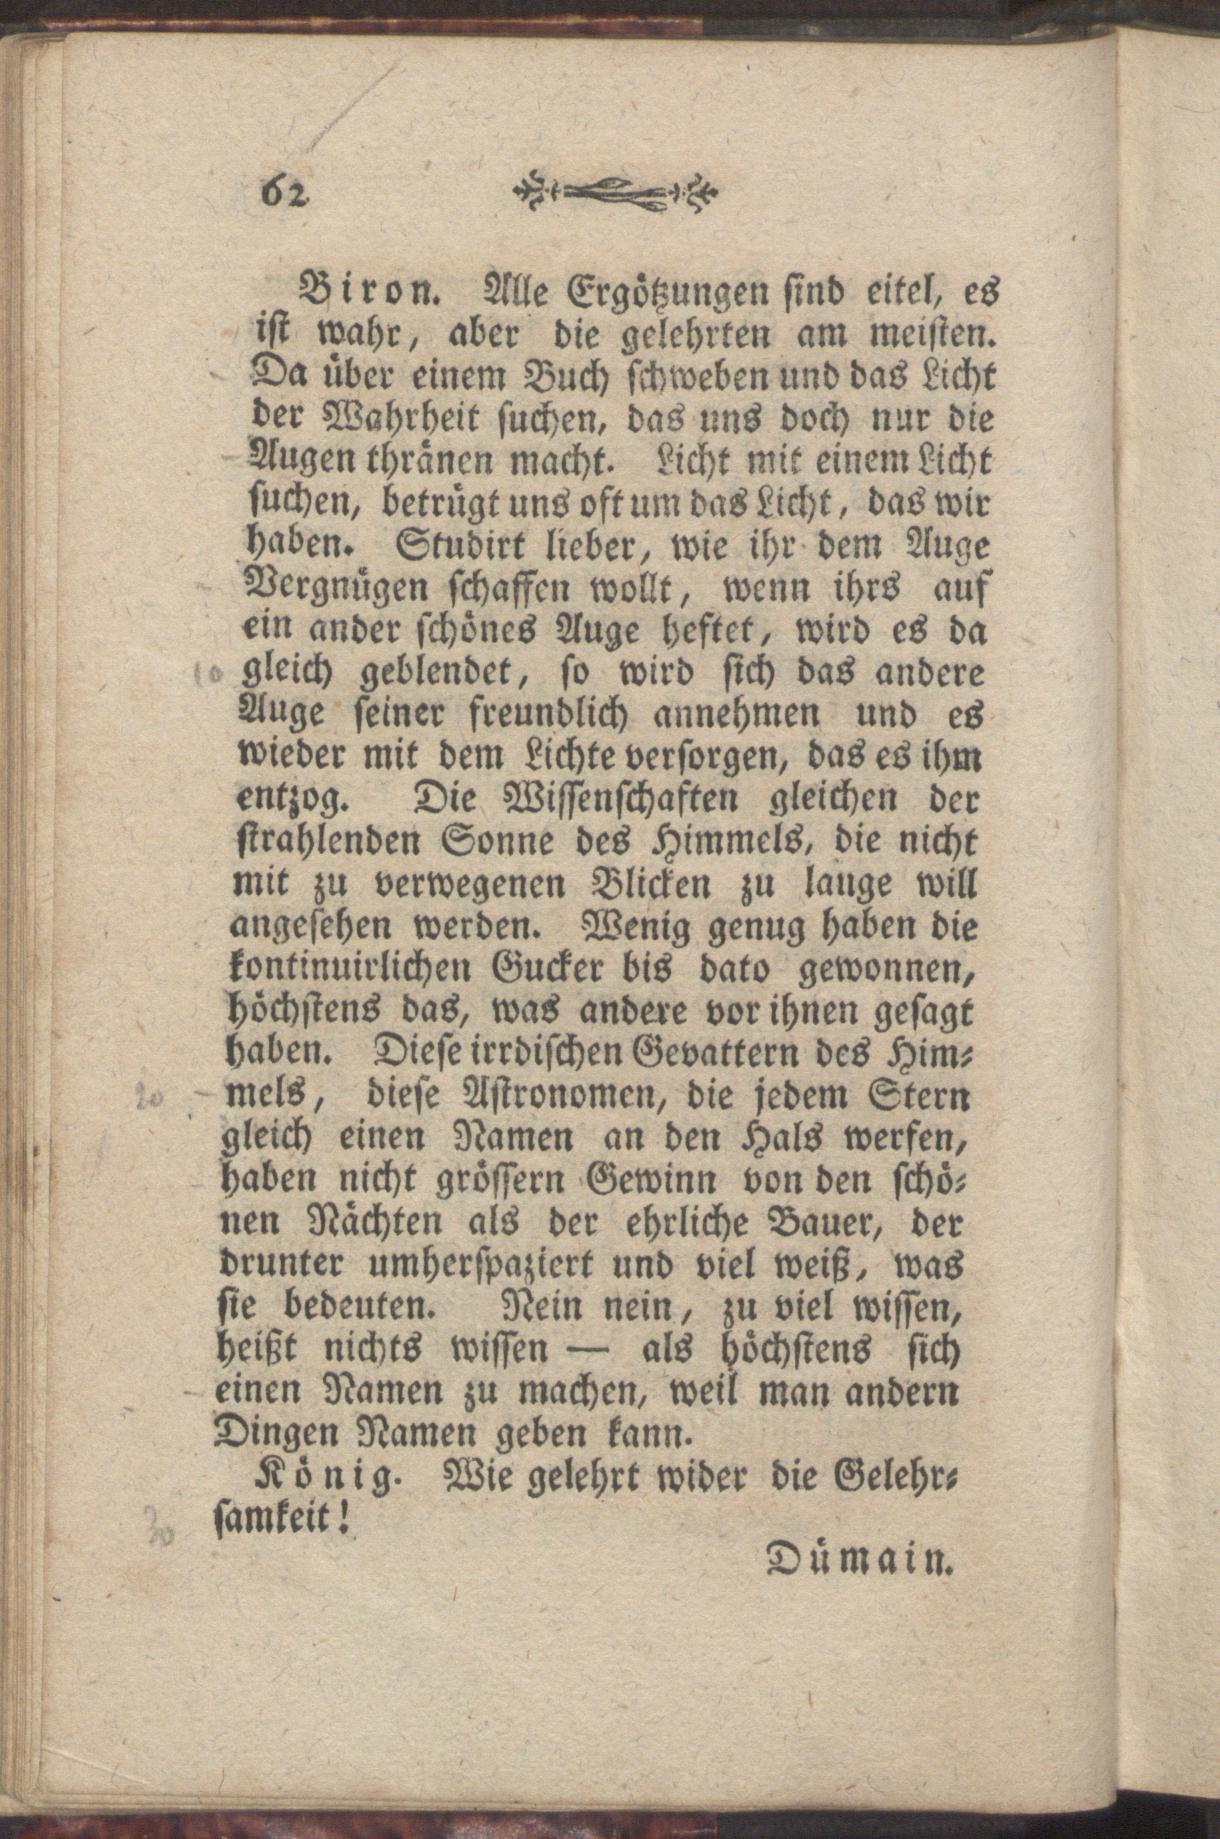 62
Biron. Alle Ergötzungen sind eitel, es
ist wahr, aber die gelehrten am meisten.
Da über einem Buch schweben und das Licht
der Wahrheit suchen, das uns doch nur die
Augen thränen macht. Licht mit einem Licht
suchen, betrügt uns oft um das Licht, das wir
haben. Studirt lieber, wie ihr dem Auge
Vergnügen schaffen wollt, wenn ihrs auf
ein ander schönes Auge heftet, wird es da
10
gleich geblendet, so wird sich das andere
Auge seiner freundlich annehmen und es
wieder mit dem Lichte versorgen, das es ihm
entzog. Die Wissenschaften gleichen der
strahlenden Sonne des Himmels, die nicht
mit zu verwegenen Blicken zu lange will
angesehen werden. Wenig genug haben die
kontinuirlichen Gucker bis dato gewonnen,
höchstens das, was andere vor ihnen gesagt
haben. Diese irrdischen Gevattern des Him-
20
mels, diese Astronomen, die jedem Stern
gleich einen Namen an den Hals werfen,
haben nicht grössern Gewinn von den schö-
nen Nächten als der ehrliche Bauer, der
drunter umherspaziert und viel weiß, was
sie bedeuten. Nein nein, zu viel wissen,
heißt nichts wissen — als höchstens sich
einen Namen zu machen, weil man andern
Dingen Namen geben kann.
König. Wie gelehrt wider die Gelehr-
30
samkeit!
Dümain.